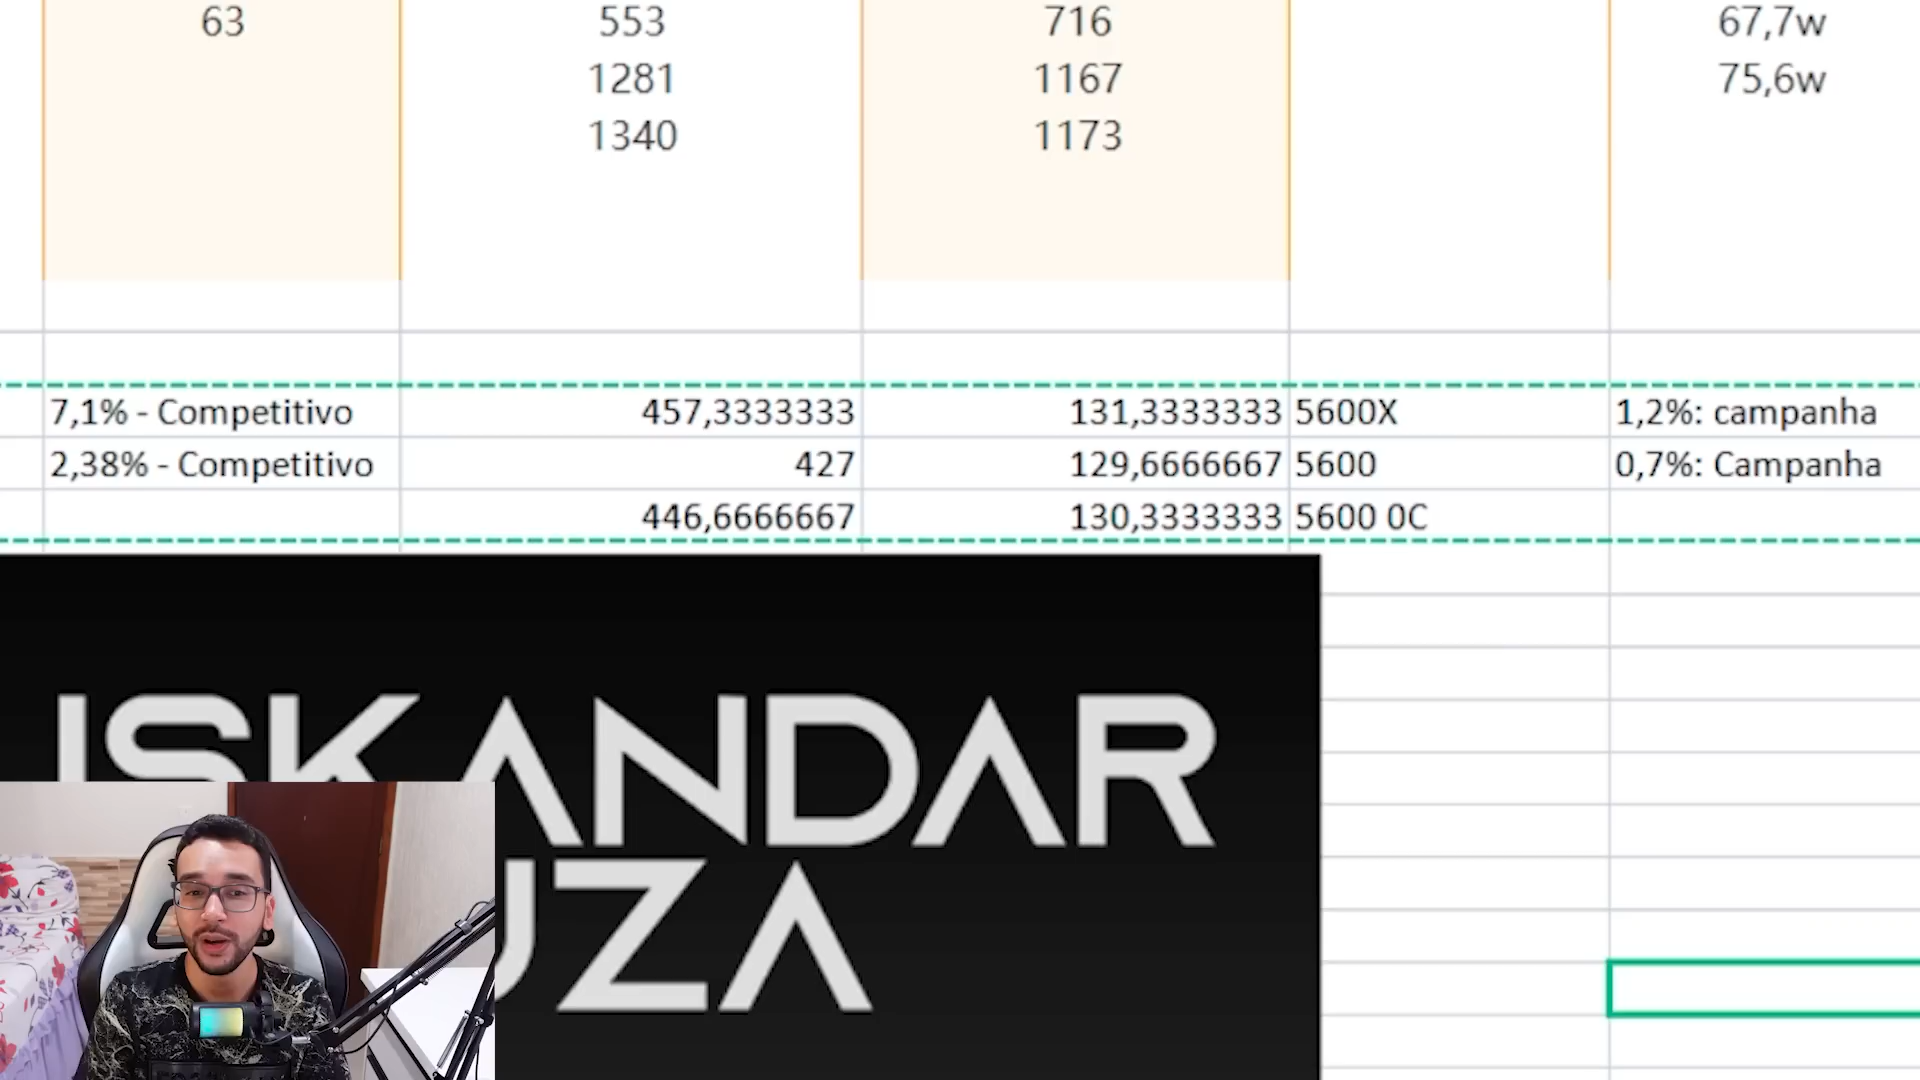 63 553 716 67,7w
1281 1167 75,6w
1340 1173
7,1% - Competitivo 457,3333333 131,3333333 5600X 1,2%: campanha
2,38% - Competitivo 427 129,6666667 5600 0,7%: Campanha
446,6666667 130,3333333 5600 0C
ISKANDAR
UZA